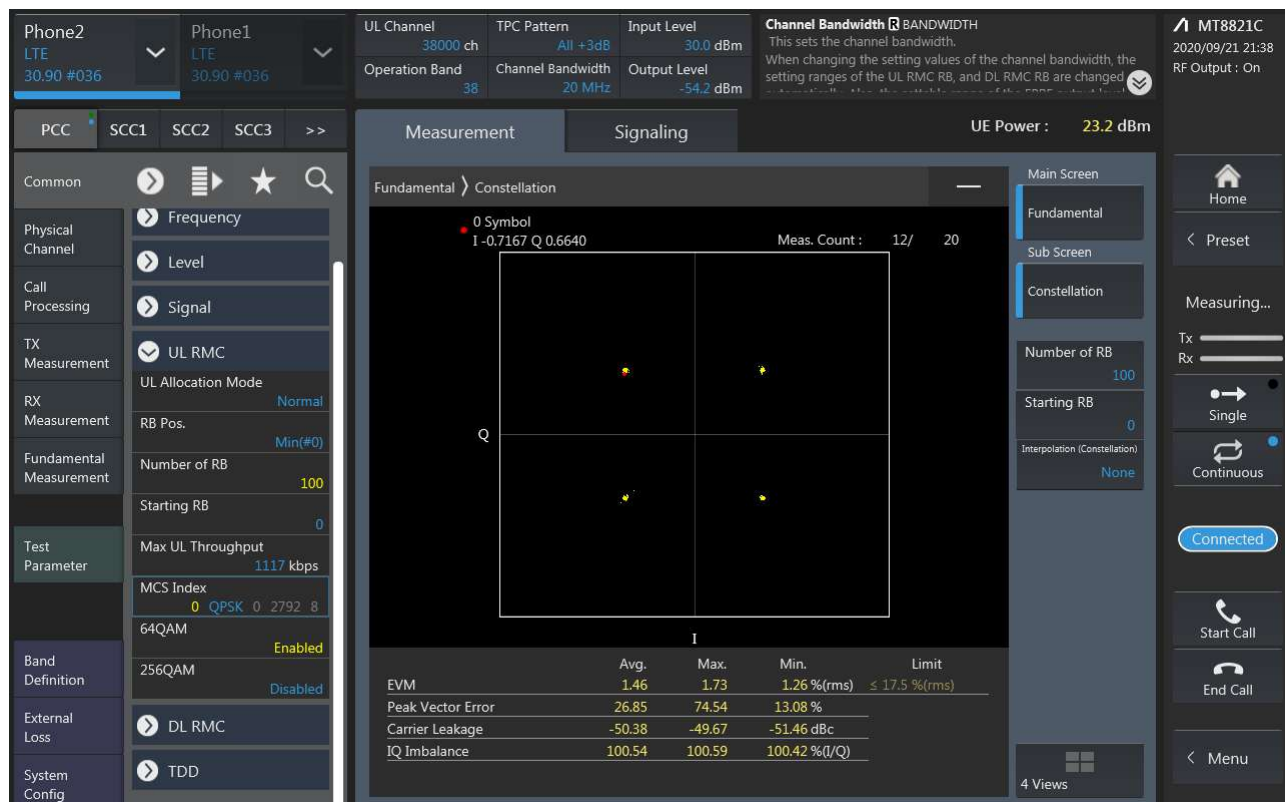 Phone2
LTE
30.90 #036
Phone1
LTE
30.90 #036
UL Channel
38000 ch
Operation Band
38
TPC Pattern
All +3dB
Channel Bandwidth
20 MHz
Input Level
30.0 dBm
Output Level
-54.2 dBm
Channel Bandwidth R BANDWIDTH
This sets the channel bandwidth.
When changing the setting values of the channel bandwidth, the
setting ranges of the UL RMC RB, and DL RMC RB are changed
MT8821C
2020/09/21 21:38
RF Output : On
PCC SCC1 SCC2 SCC3 >>
Measurement
Signaling
UE Power : 23.2 dBm
Common
Physical
Channel
Call
Processing
TX
Measurement
RX
Measurement
Fundamental
Measurement
Test
Parameter
Band
Definition
External
Loss
System
Config
Frequency
Level
Signal
UL RMC
UL Allocation Mode
Normal
RB Pos.
Min(#0)
Number of RB
100
Starting RB
0
Max UL Throughput
1117 kbps
MCS Index
0 QPSK 0 2792 8
64QAM
Enabled
256QAM
Disabled
DL RMC
TDD
Fundamental 〉 Constellation
0 Symbol
I -0.7167 Q 0.6640
Meas. Count : 12/ 20
Q
I
Avg. Max. Min. Limit
EVM 1.46 1.73 1.26 %(rms) ≤ 17.5 %(rms)
Peak Vector Error 26.85 74.54 13.08 %
Carrier Leakage -50.38 -49.67 -51.46 dBc
IQ Imbalance 100.54 100.59 100.42 %(I/Q)
Main Screen
Fundamental
Sub Screen
Constellation
Number of RB
100
Starting RB
0
Interpolation (Constellation)
None
4 Views
Home
< Preset
Measuring...
Tx
Rx
Single
Continuous
Connected
Start Call
End Call
< Menu